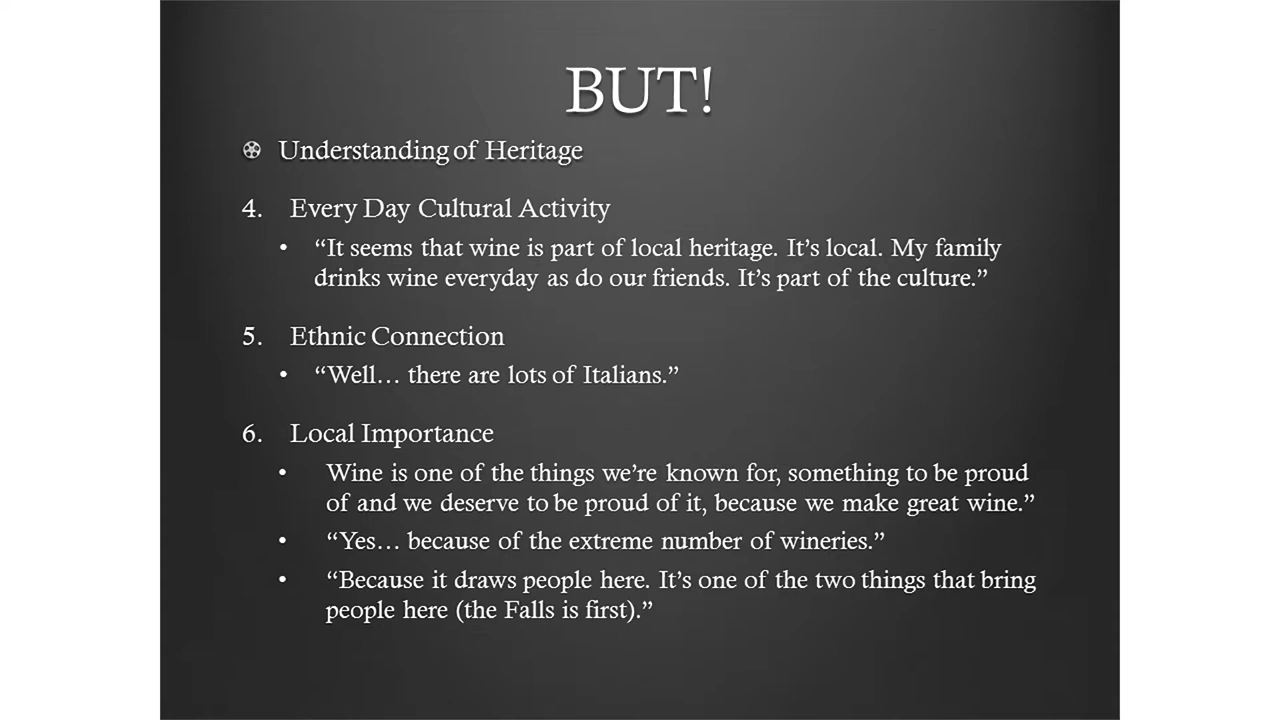 BUT!
Understanding of Heritage
4. Every Day Cultural Activity
• “It seems that wine is part of local heritage. It’s local. My family
drinks wine everyday as do our friends. It’s part of the culture.”
5. Ethnic Connection
• “Well… there are lots of Italians.”
6. Local Importance
• Wine is one of the things we’re known for, something to be proud
of and we deserve to be proud of it, because we make great wine.”
• “Yes… because of the extreme number of wineries.”
• “Because it draws people here. It’s one of the two things that bring
people here (the Falls is first).”